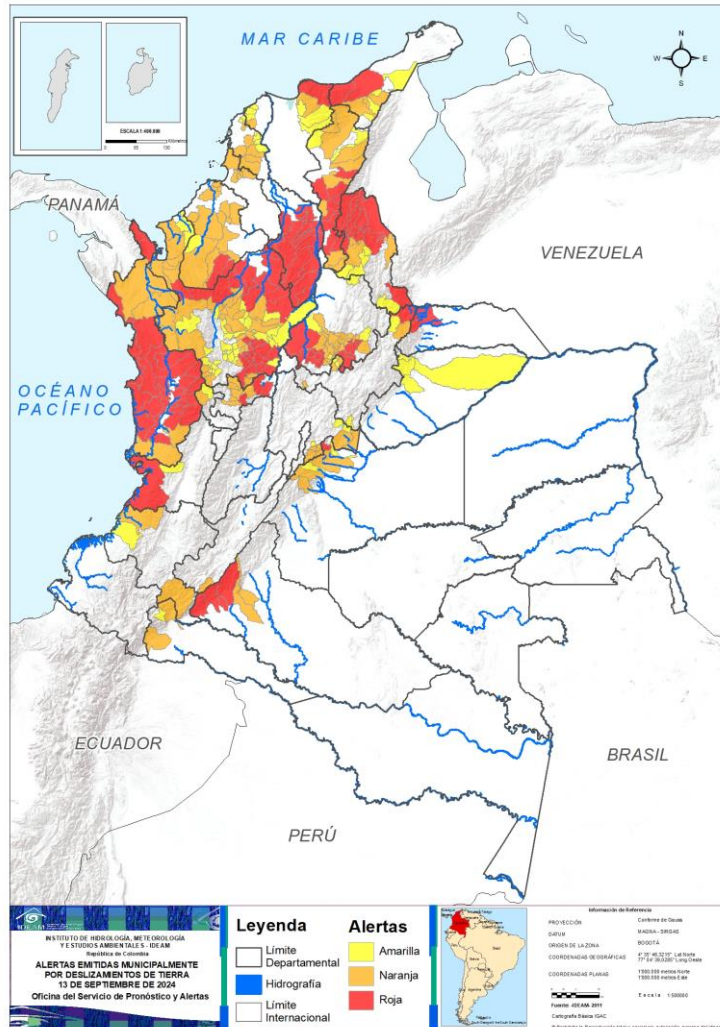 MAR CARIBE
N
W
E
S
ESCALA 1:400.000
PANAMÁ
VENEZUELA
OCÉANO
PACÍFICO
ECUADOR
BRASIL
PERÚ
IDEAM
INSTITUTO DE HIDROLOGÍA, METEOROLOGÍA
Y ESTUDIOS AMBIENTALES - IDEAM
República de Colombia
ALERTAS EMITIDAS MUNICIPALMENTE
POR DESLIZAMIENTOS DE TIERRA
13 DE SEPTIEMBRE DE 2024
Oficina del Servicio de Pronóstico y Alertas
Leyenda
Límite
Departamental
Hidrografía
Límite
Internacional
Alertas
Amarilla
Naranja
Roja
Información de Referencia
PROYECCIÓN
Conforme de Gauss
DATUM
MAGNA - SIRGAS
ORIGEN DE LA ZONA
BOGOTÁ
COORDENADAS GEOGRÁFICAS
COORDENADAS PLANAS
Fuente: IDEAM, 2011
Cartografía Básica IGAC